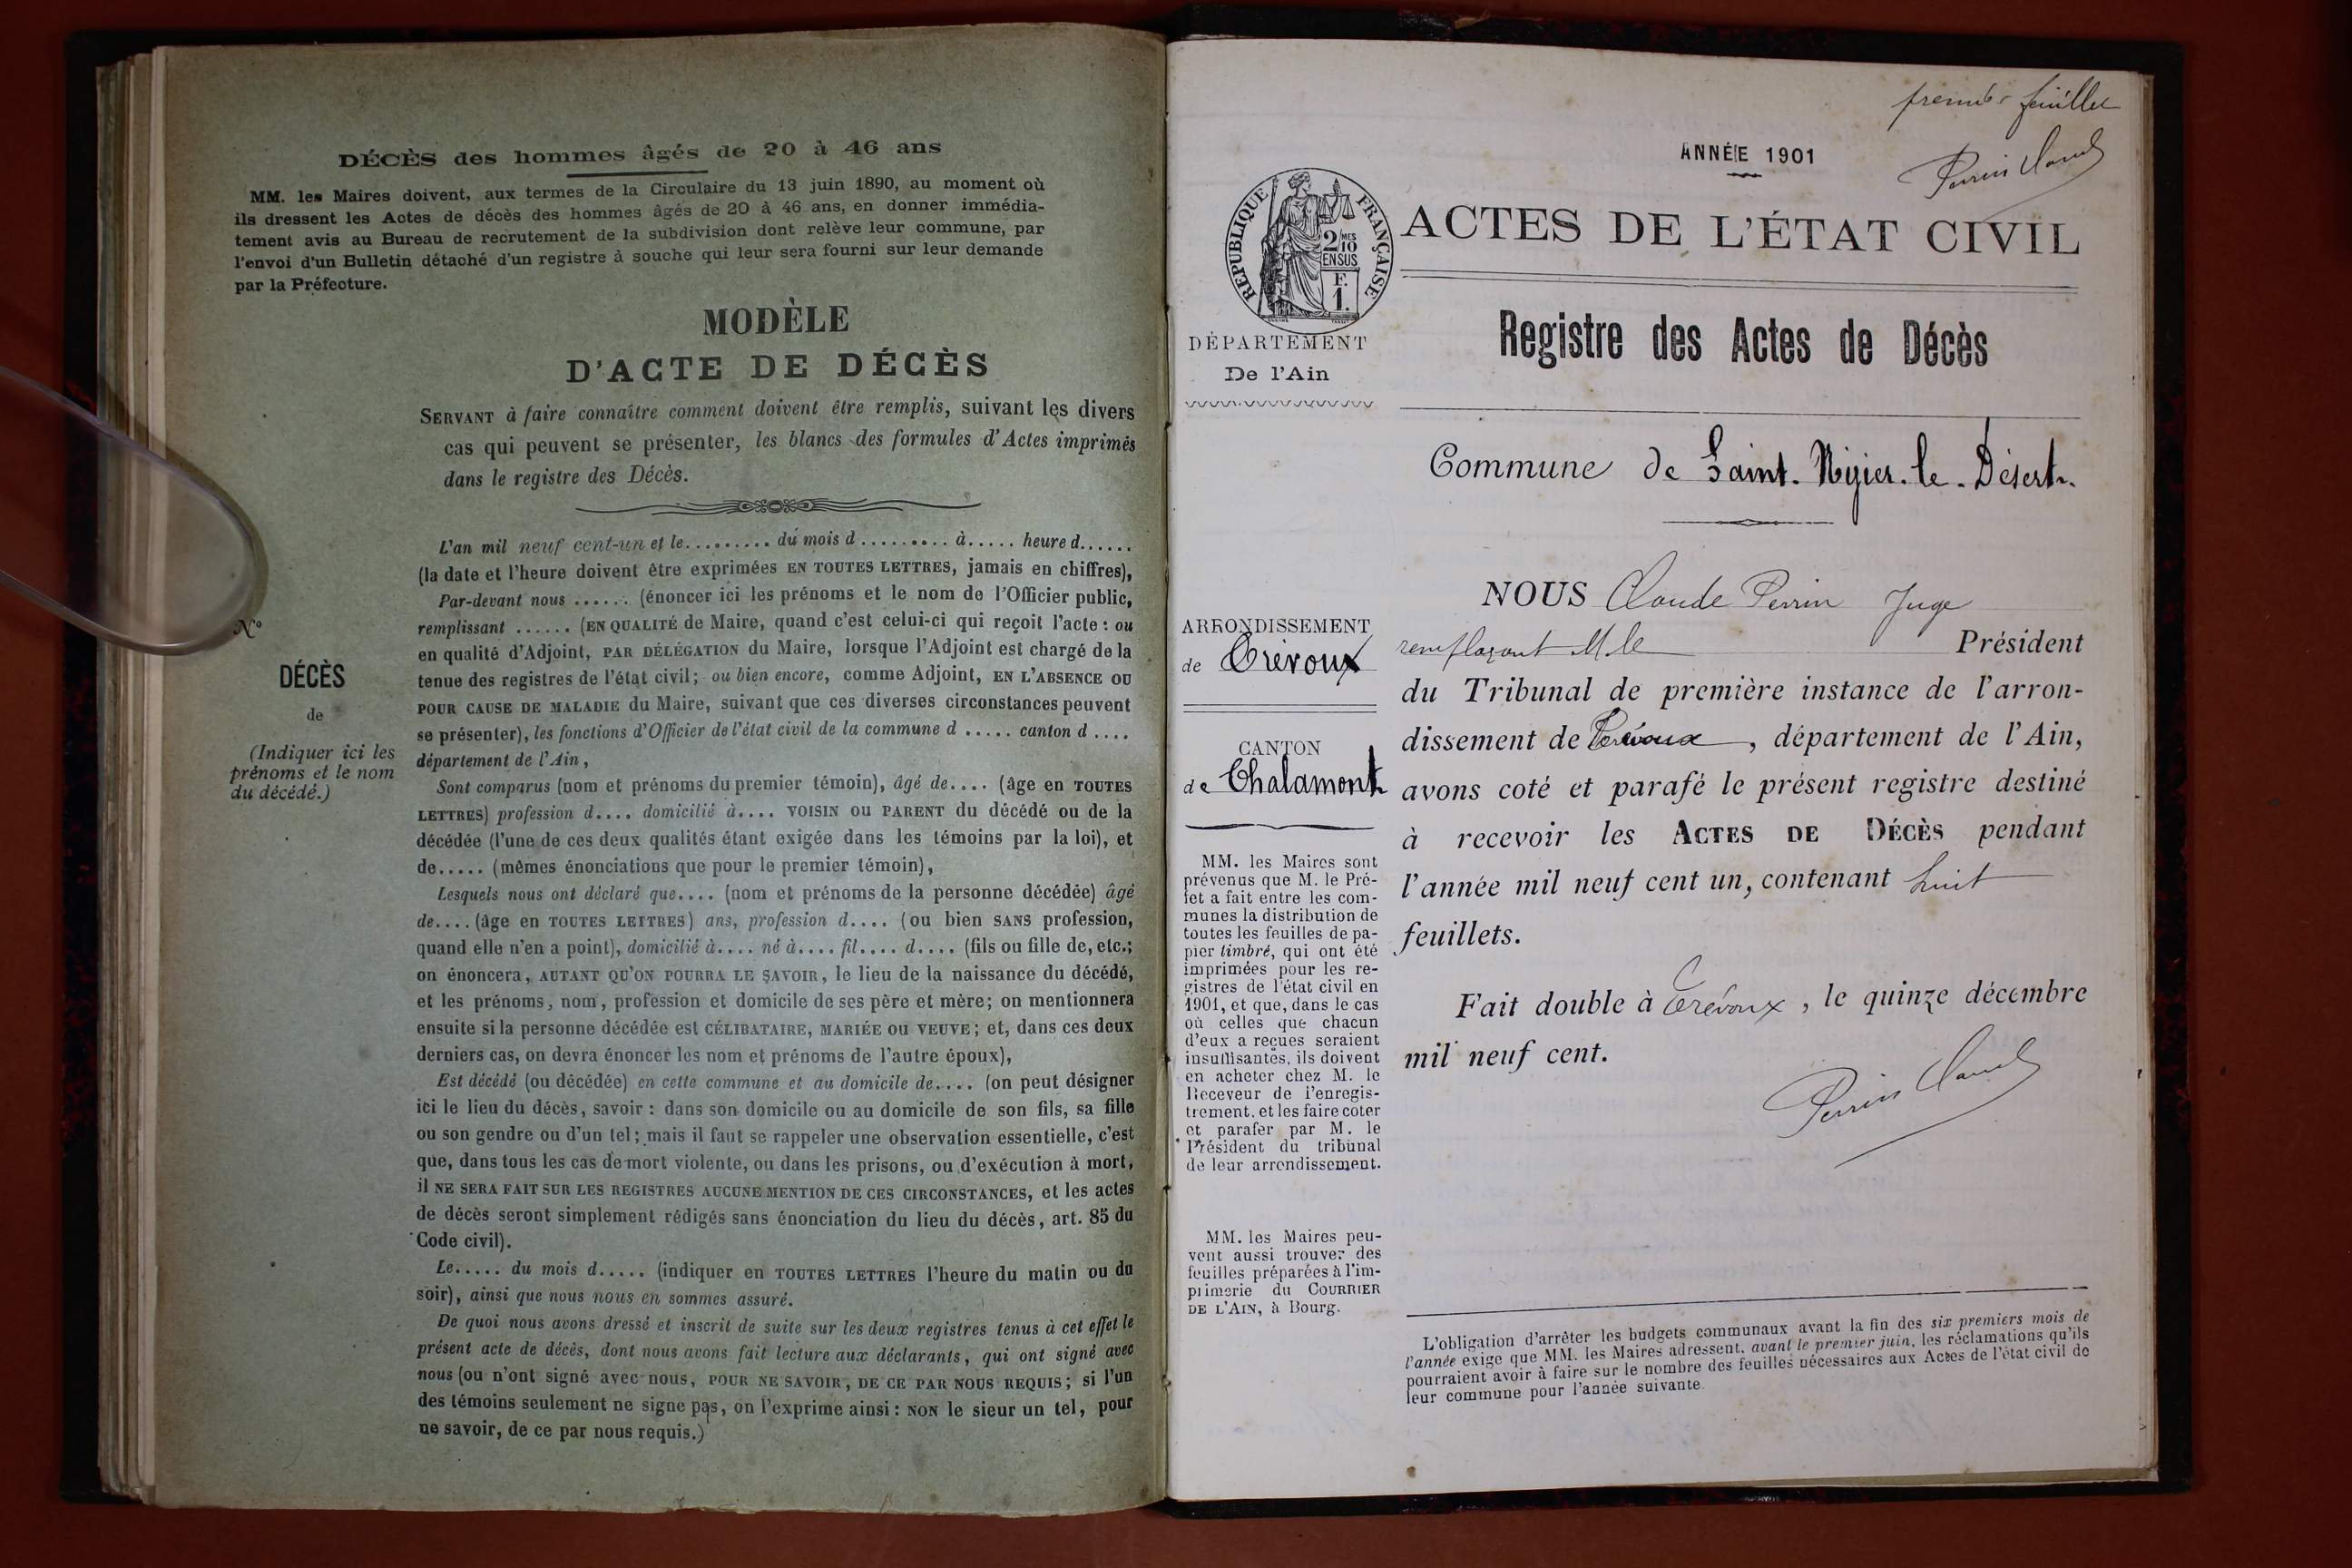 DÉCÈS des hommes âgés de 20 à 46 ans
MM. les Maires doivent, aux termes de la Circulaire du 13 juin 1890, au moment où
ils dressent les Actes de décès des hommes âgés de 20 à 46 ans, en donner immédia-
tement avis au Bureau de recrutement de la subdivision dont relève leur commune, par
l'envoi d'un Bulletin détaché d'un registre à souche qui leur sera fourni sur leur demande
par la Préfecture.
MODÈLE
D'ACTE DE DÉCÈS
SERVANT à faire connaître comment doivent être remplis, suivant les divers
cas qui peuvent se présenter, les blancs des formules d'Actes imprimés
dans le registre des Décès.
N°
DÉCÈS
de
(Indiquer ici les
prénoms et le nom
du décédé.)
L'an mil neuf cent-un et le......... du mois d ......... à..... heure d......
(la date et l'heure doivent être exprimées EN TOUTES LETTRES, jamais en chiffres),
Par-devant nous ...... (énoncer ici les prénoms et le nom de l'Officier public,
remplissant ...... (EN QUALITÉ de Maire, quand c'est celui-ci qui reçoit l'acte : ou
en qualité d'Adjoint, PAR DÉLÉGATION du Maire, lorsque l'Adjoint est chargé de la
tenue des registres de l'état civil; ou bien encore, comme Adjoint, EN L'ABSENCE OU
POUR CAUSE DE MALADIE du Maire, suivant que ces diverses circonstances peuvent
se présenter), les fonctions d'Officier de l'état civil de la commune d ..... canton d ....
département de l'Ain,
Sont comparus (nom et prénoms du premier témoin), âgé de.... (âge en TOUTES
LETTRES) profession d.... domicilié à.... VOISIN OU PARENT du décédé ou de la
décédée (l'une de ces deux qualités étant exigée dans les témoins par la loi), et
de..... (mêmes énonciations que pour le premier témoin),
Lesquels nous ont déclaré que.... (nom et prénoms de la personne décédée) âgé
de.... (âge en TOUTES LETTRES) ans, profession d.... (ou bien SANS profession,
quand elle n'en a point), domicilié à.... né à.... fil.... d.... (fils ou fille de, etc.;
on énoncera, AUTANT QU'ON POURRA LE SAVOIR, le lieu de la naissance du décédé,
et les prénoms, nom, profession et domicile de ses père et mère; on mentionnera
ensuite si la personne décédée est CÉLIBATAIRE, MARIÉE OU VEUVE; et, dans ces deux
derniers cas, on devra énoncer les nom et prénoms de l'autre époux),
Est décédé (ou décédée) en cette commune et au domicile de.... (on peut désigner
ici le lieu du décès, savoir : dans son domicile ou au domicile de son fils, sa fille
ou son gendre ou d'un tel; mais il faut se rappeler une observation essentielle, c'est
que, dans tous les cas de mort violente, ou dans les prisons, ou d'exécution à mort,
il NE SERA FAIT SUR LES REGISTRES AUCUNE MENTION DE CES CIRCONSTANCES, et les actes
de décès seront simplement rédigés sans énonciation du lieu du décès, art. 85 du
Code civil).
Le..... du mois d..... (indiquer en TOUTES LETTRES l'heure du matin ou du
soir), ainsi que nous nous en sommes assuré.
De quoi nous avons dressé et inscrit de suite sur les deux registres tenus à cet effet le
présent acte de décès, dont nous avons fait lecture aux déclarants, qui ont signé avec
nous (ou n'ont signé avec nous, POUR NE SAVOIR, DE CE PAR NOUS REQUIS; si l'un
des témoins seulement ne signe pas, on l'exprime ainsi : NON le sieur un tel, pour
ne savoir, de ce par nous requis.)
premier feuillet
Perrin Claude
ANNÉE 1901
RÉPUBLIQUE FRANÇAISE
2/10 MES
EN SUS
F.
1.
ACTES DE L'ÉTAT CIVIL
DÉPARTEMENT
De l'Ain
Registre des Actes de Décès
Commune de Saint-Nizier-le-Désert.
ARRONDISSEMENT
de Trévoux
CANTON
de Chalamont
MM. les Maires sont
prévenus que M. le Pré-
fet a fait entre les com-
munes la distribution de
toutes les feuilles de pa-
pier timbré, qui ont été
imprimées pour les re-
gistres de l'état civil en
1901, et que, dans le cas
où celles que chacun
d'eux a reçues seraient
insuffisantes, ils doivent
en acheter chez M. le
Receveur de l'enregis-
trement, et les faire coter
et parafer par M. le
Président du tribunal
de leur arrondissement.
MM. les Maires peu-
vent aussi trouver des
feuilles préparées à l'im-
primerie du COURRIER
DE L'AIN, à Bourg.
NOUS Claude Perrin Juge
remplaçant M le Président
du Tribunal de première instance de l'arron-
dissement de Trévoux, département de l'Ain,
avons coté et parafé le présent registre destiné
à recevoir les ACTES DE DÉCÈS pendant
l'année mil neuf cent un, contenant huit
feuillets.
Fait double à Trévoux, le quinze décembre
mil neuf cent.
Perrin Claude
L'obligation d'arrêter les budgets communaux avant la fin des six premiers mois de
l'année exige que MM. les Maires adressent, avant le premier juin, les réclamations qu'ils
pourraient avoir à faire sur le nombre des feuilles nécessaires aux Actes de l'état civil de
leur commune pour l'année suivante.